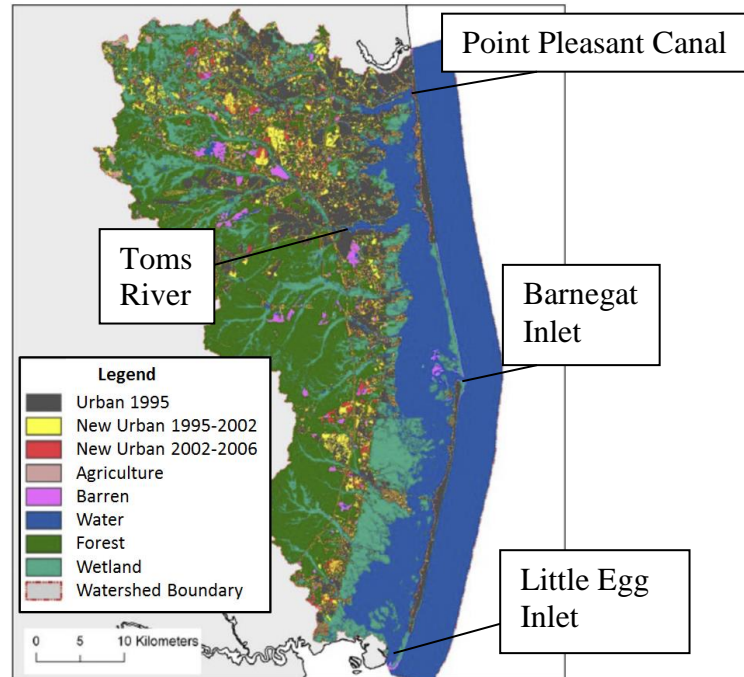 Point Pleasant Canal
Toms
River
Barnegat
Inlet
Legend
Urban 1995
New Urban 1995-2002
New Urban 2002-2006
Agriculture
Barren
Water
Forest
Wetland
Watershed Boundary
Little Egg
Inlet
0 5 10 Kilometers